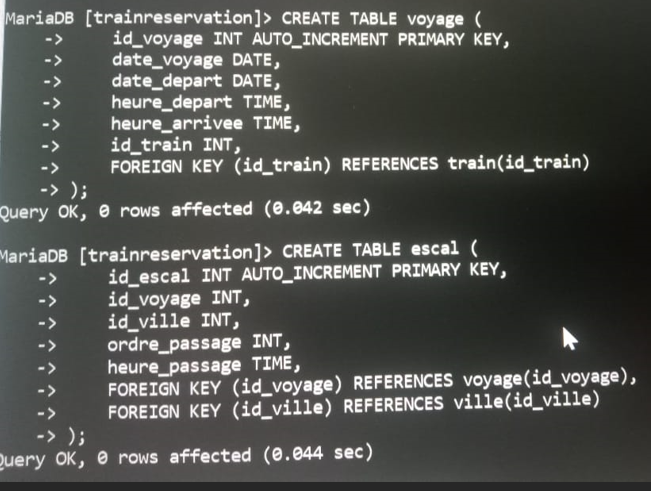 MariaDB [trainreservation]> CREATE TABLE voyage (
-> id_voyage INT AUTO_INCREMENT PRIMARY KEY,
-> date_voyage DATE,
-> date_depart DATE,
-> heure_depart TIME,
-> heure_arrivee TIME,
-> id_train INT,
-> FOREIGN KEY (id_train) REFERENCES train(id_train)
-> );
Query OK, 0 rows affected (0.042 sec)
MariaDB [trainreservation]> CREATE TABLE escal (
-> id_escal INT AUTO_INCREMENT PRIMARY KEY,
-> id_voyage INT,
-> id_ville INT,
-> ordre_passage INT,
-> heure_passage TIME,
-> FOREIGN KEY (id_voyage) REFERENCES voyage(id_voyage),
-> FOREIGN KEY (id_ville) REFERENCES ville(id_ville)
-> );
Query OK, 0 rows affected (0.044 sec)